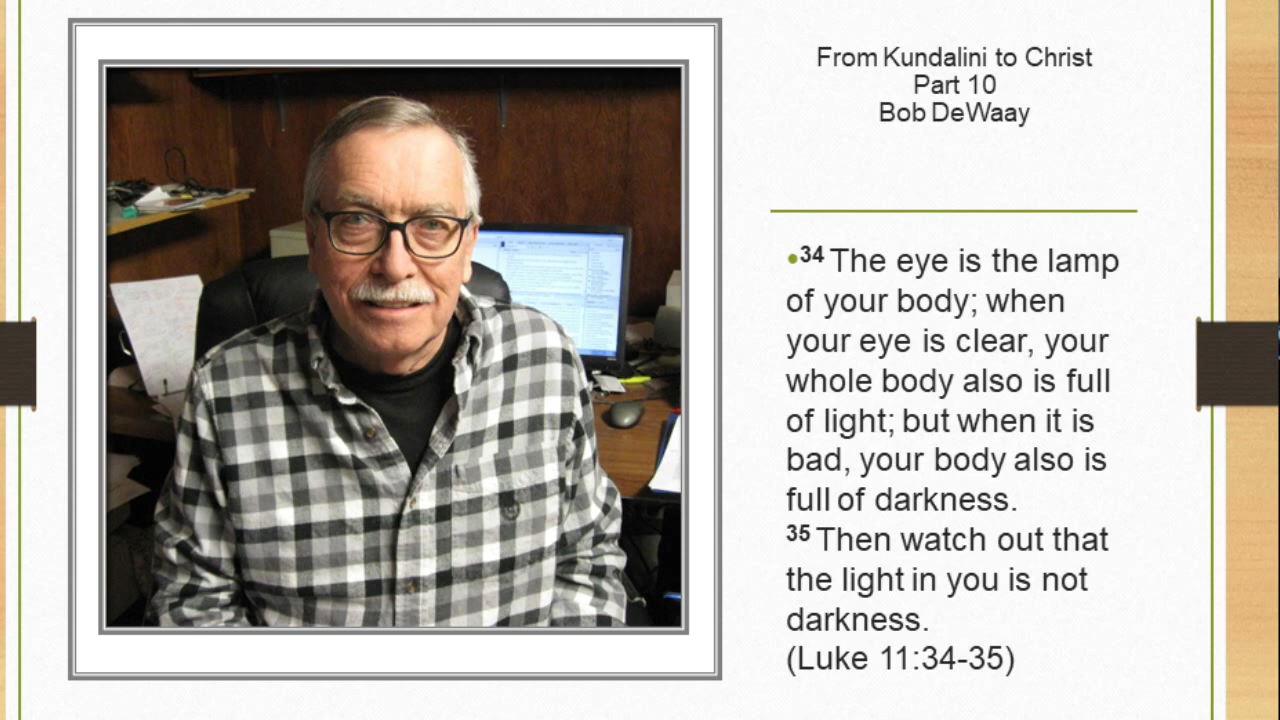 From Kundalini to Christ
Part 10
Bob DeWaay
•34 The eye is the lamp
of your body; when
your eye is clear, your
whole body also is full
of light; but when it is
bad, your body also is
full of darkness.
35 Then watch out that
the light in you is not
darkness.
(Luke 11:34-35)